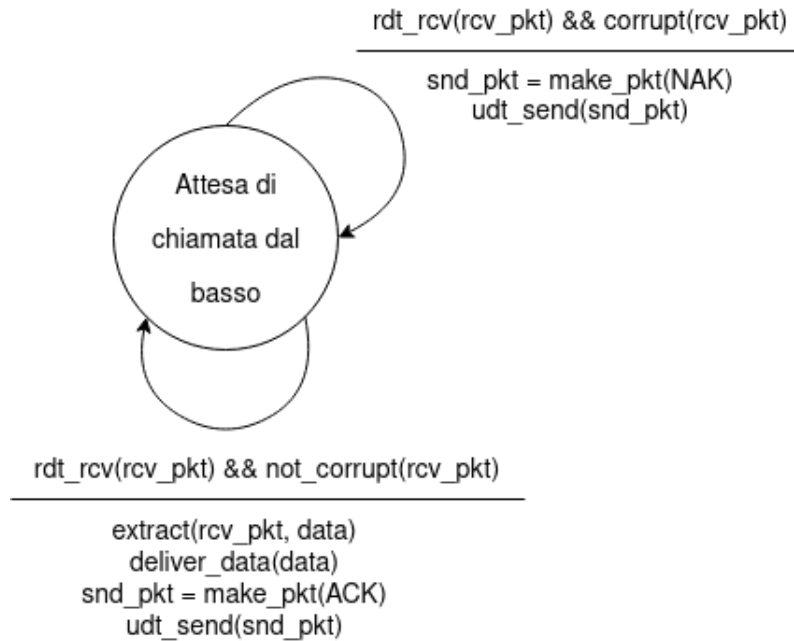 rdt_rcv(rcv_pkt) && corrupt(rcv_pkt)
snd_pkt = make_pkt(NAK)
udt_send(snd_pkt)
Attesa di
chiamata dal
basso
rdt_rcv(rcv_pkt) && not_corrupt(rcv_pkt)
extract(rcv_pkt, data)
deliver_data(data)
snd_pkt = make_pkt(ACK)
udt_send(snd_pkt)